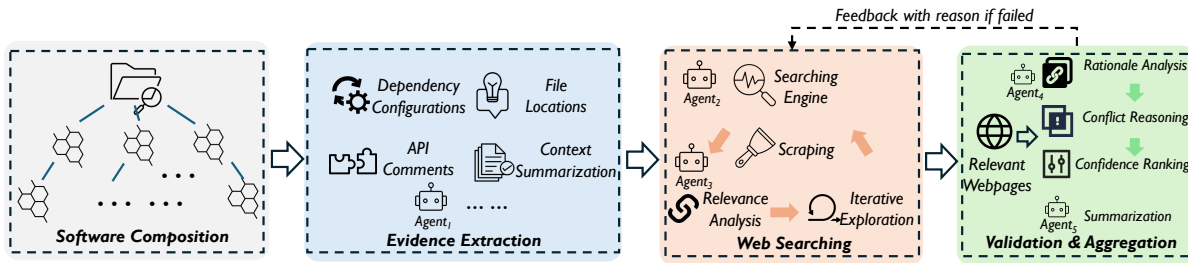 Feedback with reason if failed
Software Composition
Dependency
Configurations
File
Locations
API
Comments
Context
Summarization
Agent1
... ...
Evidence Extraction
Agent2
Searching
Engine
Agent3
Scraping
Relevance
Analysis
Iterative
Exploration
Web Searching
Agent4
Rationale Analysis
Conflict Reasoning
Relevant
Webpages
Confidence Ranking
Agent5
Summarization
Validation & Aggregation